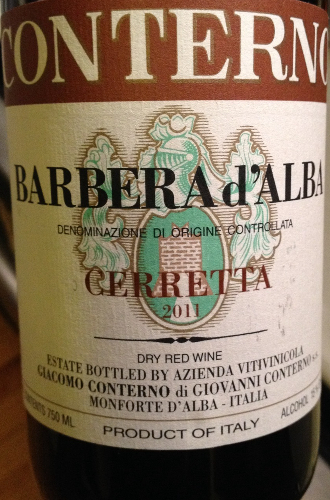 CONTERNO
BARBERA d'ALBA
DENOMINAZIONE DI ORIGINE CONTROLLATA
CERRETTA
2011
DRY RED WINE
ESTATE BOTTLED BY AZIENDA VITIVINICOLA
GIACOMO CONTERNO di GIOVANNI CONTERNO s.s.
MONFORTE D'ALBA - ITALIA
CONTENTS 750 ML
ALCOHOL
PRODUCT OF ITALY